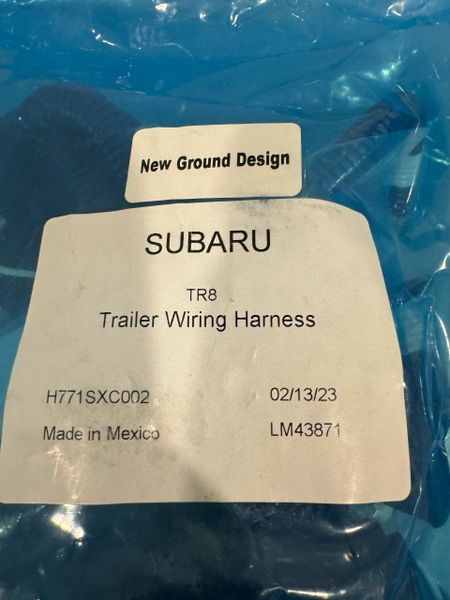 New Ground Design
SUBARU
TR8
Trailer Wiring Harness
H771SXC002 02/13/23
Made in Mexico LM43871